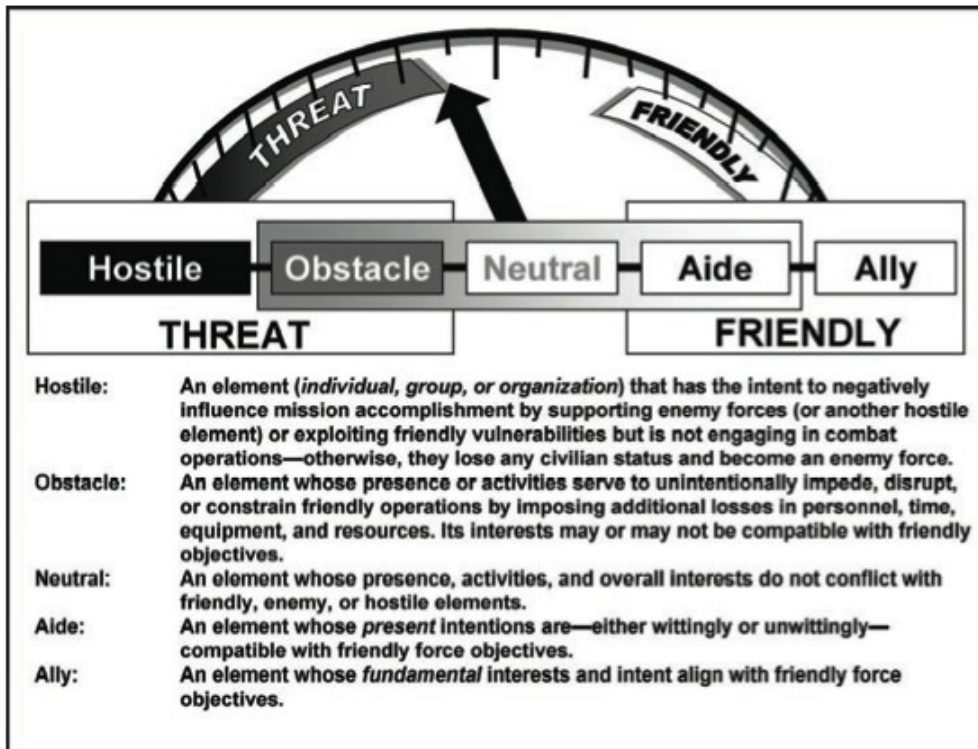 THREAT
FRIENDLY
Hostile Obstacle Neutral Aide Ally
THREAT FRIENDLY
Hostile: An element (individual, group, or organization) that has the intent to negatively
influence mission accomplishment by supporting enemy forces (or another hostile
element) or exploiting friendly vulnerabilities but is not engaging in combat
operations—otherwise, they lose any civilian status and become an enemy force.
Obstacle: An element whose presence or activities serve to unintentionally impede, disrupt,
or constrain friendly operations by imposing additional losses in personnel, time,
equipment, and resources. Its interests may or may not be compatible with friendly
objectives.
Neutral: An element whose presence, activities, and overall interests do not conflict with
friendly, enemy, or hostile elements.
Aide: An element whose present intentions are—either wittingly or unwittingly—
compatible with friendly force objectives.
Ally: An element whose fundamental interests and intent align with friendly force
objectives.